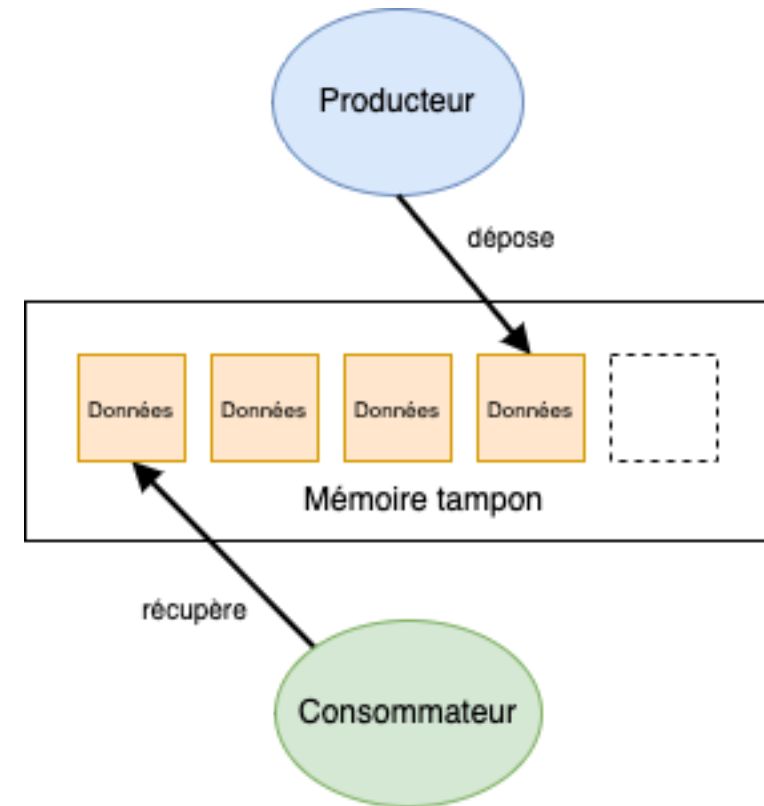 Producteur
dépose
Données Données Données Données
Mémoire tampon
récupère
Consommateur